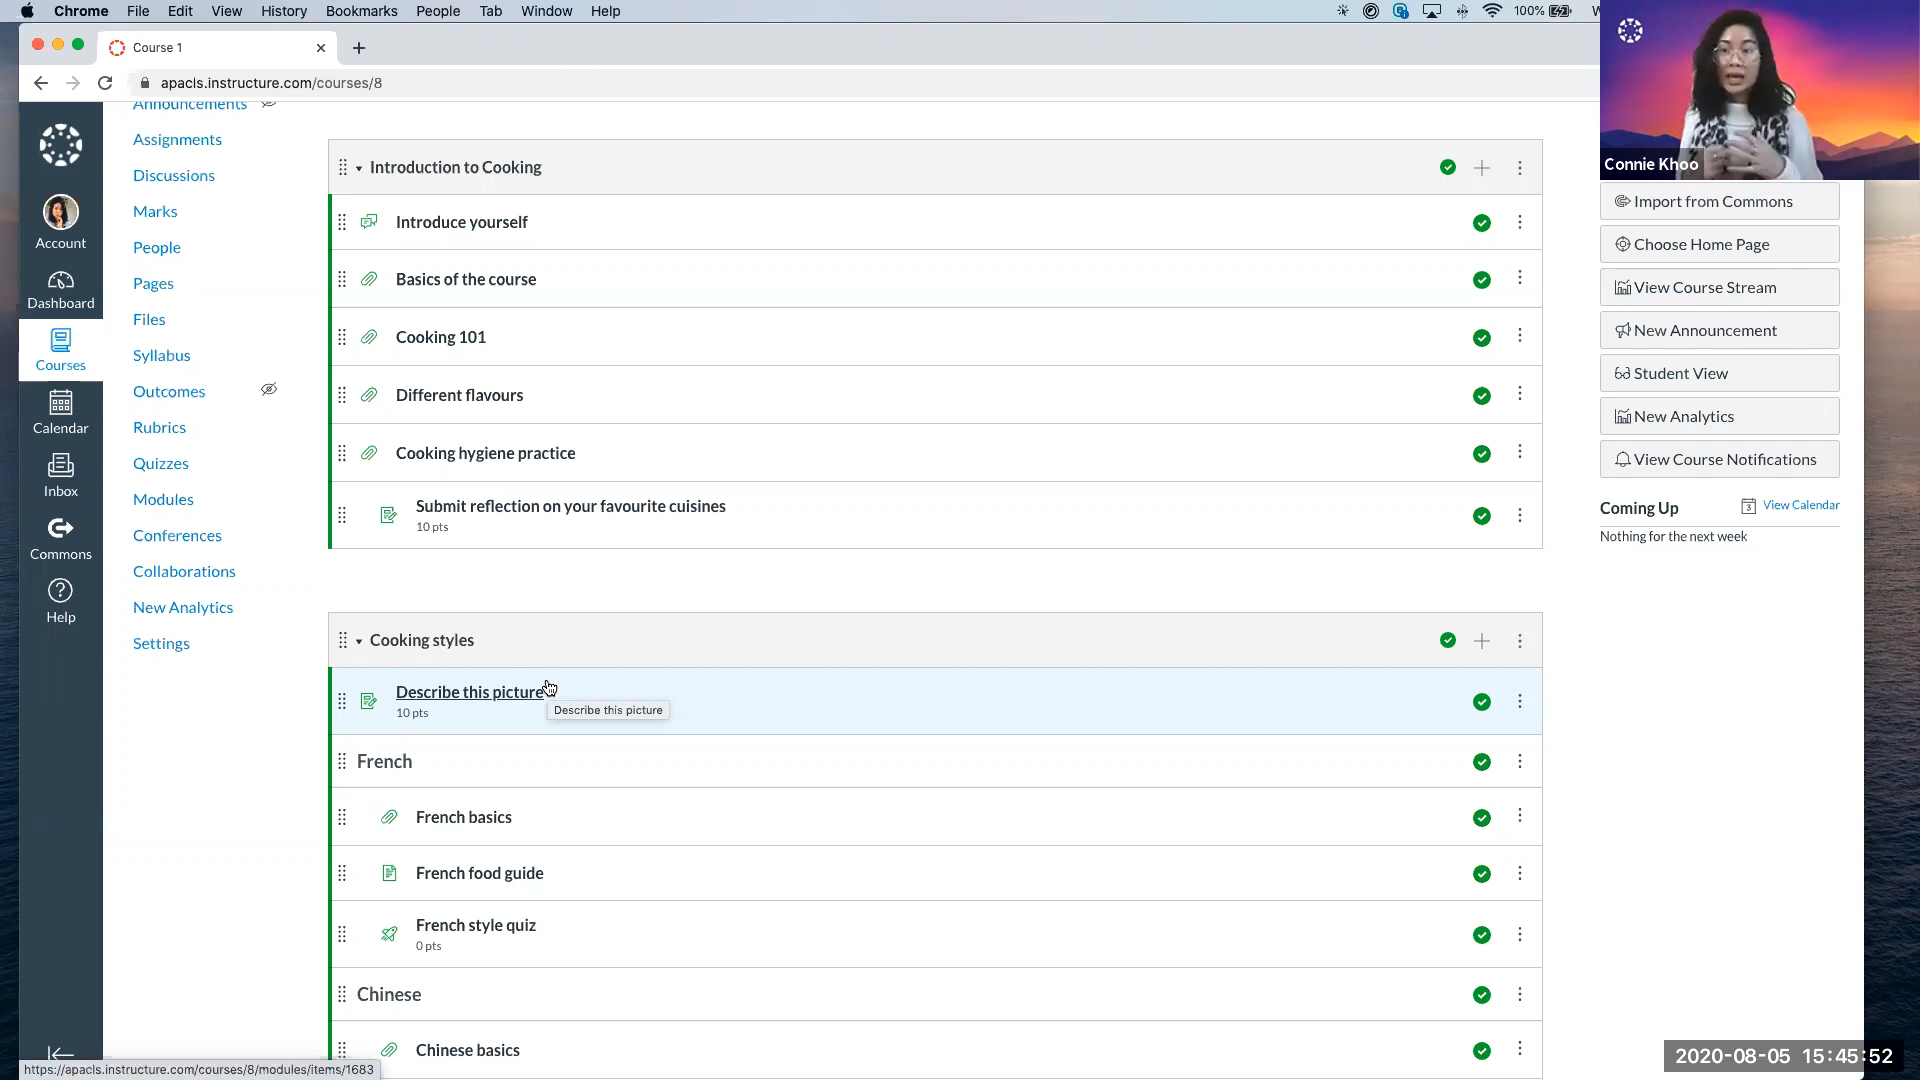 Chrome File Edit View History Bookmarks People Tab Window Help
100%
Course 1
apacls.instructure.com/courses/8
Connie Khoo
Account
Dashboard
Courses
Calendar
Inbox
Commons
Help
Announcements
Assignments
Discussions
Marks
People
Pages
Files
Syllabus
Outcomes
Rubrics
Quizzes
Modules
Conferences
Collaborations
New Analytics
Settings
Introduction to Cooking
Introduce yourself
Basics of the course
Cooking 101
Different flavours
Cooking hygiene practice
Submit reflection on your favourite cuisines
10 pts
Cooking styles
Describe this picture
10 pts
Describe this picture
French
French basics
French food guide
French style quiz
0 pts
Chinese
Chinese basics
Import from Commons
Choose Home Page
View Course Stream
New Announcement
Student View
New Analytics
View Course Notifications
Coming Up
3 View Calendar
Nothing for the next week
https://apacls.instructure.com/courses/8/modules/items/1683
2020-08-05 15:45:52